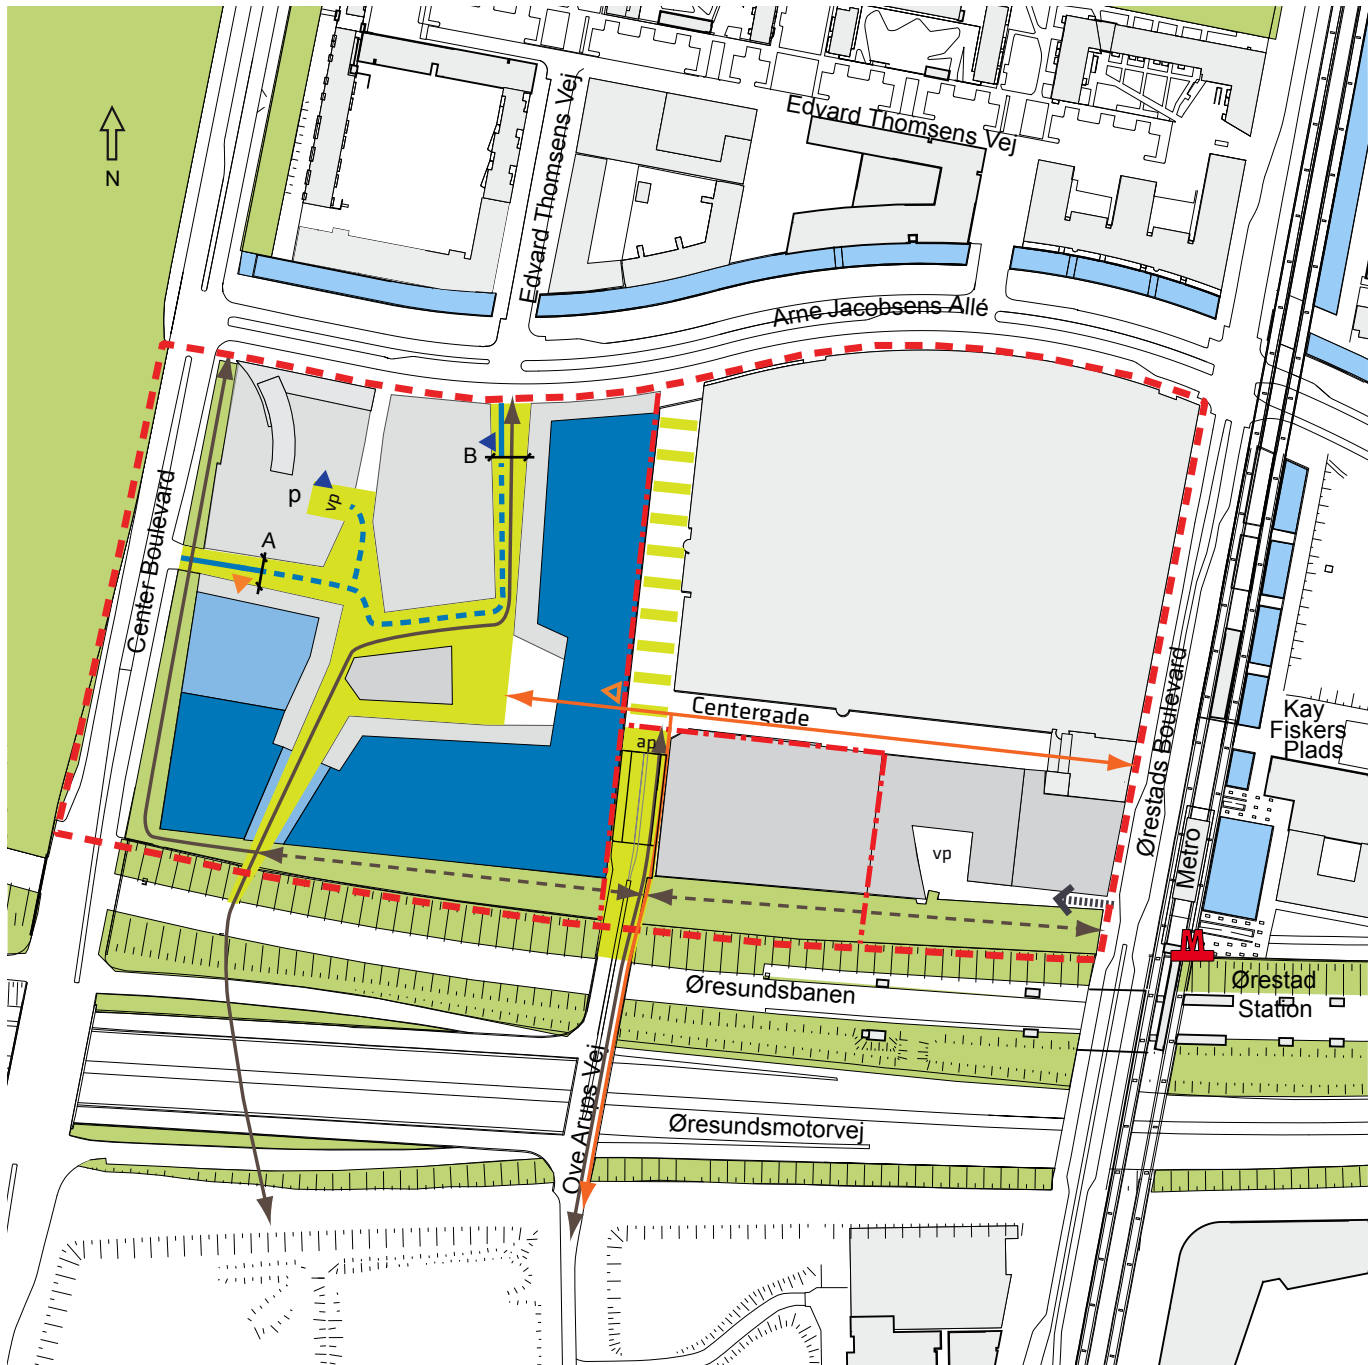 Edvard Thomsens Vej
Edvard Thomsens Vej
N
Arne Jacobsens Allé
B
p
vp
A
Center Boulevard
Centergade
Kay
Fiskers
Plads
ap
Ørestads Boulevard
vp
Metro
M
Øresundsbanen
Ørestad
Station
Ove Arups Vej
Øresundsmotorvej